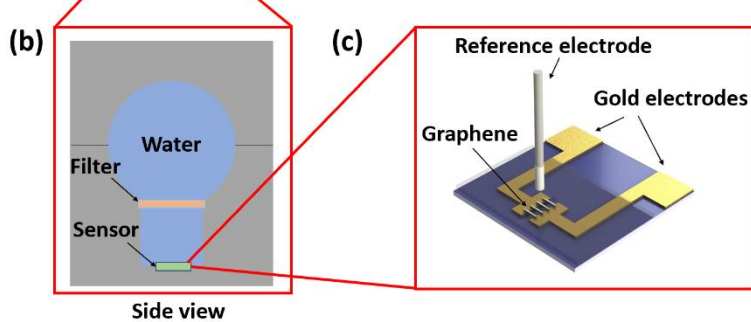 (b)
Water
Filter
Sensor
Side view
(c)
Reference electrode
Gold electrodes
Graphene